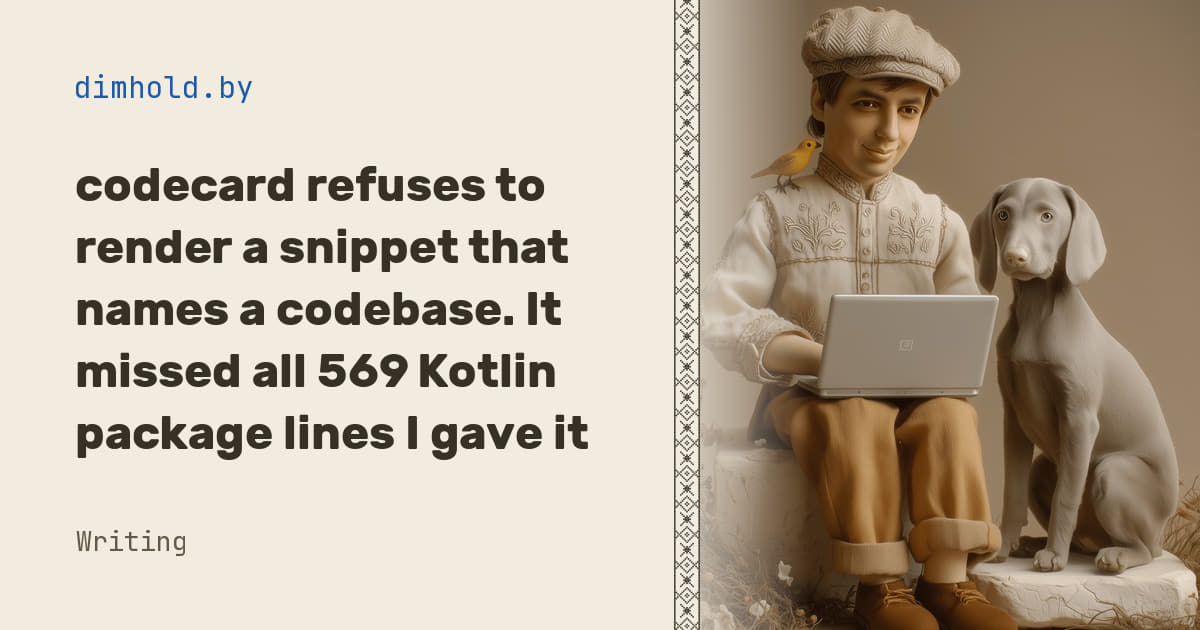 dimhold.by
codecard refuses to
render a snippet that
names a codebase. It
missed all 569 Kotlin
package lines I gave it
Writing